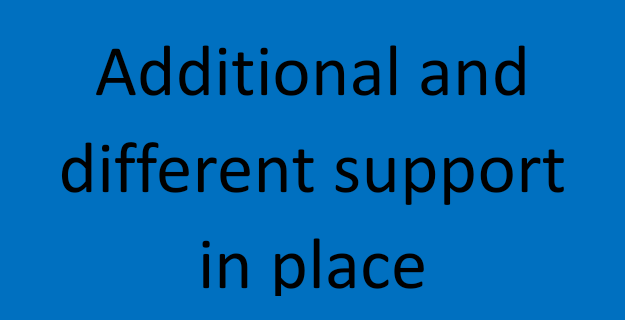 Additional and
different support
in place